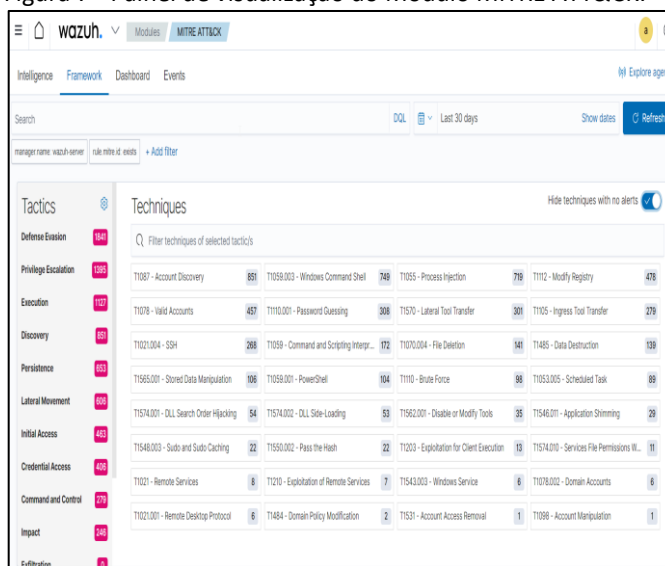 Figura 7 - Painel de visualização do Módulo MITRE ATT&CK.
wazuh. Modules MITRE ATT&CK a
Intelligence Framework Dashboard Events Explore agen
Search DQL Last 30 days Show dates Refresh
manager.name: wazuh-server rule.mitre.id: exists + Add filter
Tactics
Defense Evasion 1841
Privilege Escalation 1395
Execution 1127
Discovery 851
Persistence 653
Lateral Movement 606
Initial Access 463
Credential Access 406
Command and Control 279
Impact 246
Exfiltration 0
Techniques Hide techniques with no alerts
Filter techniques of selected tactic/s
T1087 - Account Discovery 851 T1059.003 - Windows Command Shell 749 T1055 - Process Injection 719 T1112 - Modify Registry 478
T1078 - Valid Accounts 457 T1110.001 - Password Guessing 308 T1570 - Lateral Tool Transfer 301 T1105 - Ingress Tool Transfer 279
T1021.004 - SSH 268 T1059 - Command and Scripting Interpr... 172 T1070.004 - File Deletion 141 T1485 - Data Destruction 139
T1565.001 - Stored Data Manipulation 106 T1059.001 - PowerShell 104 T1110 - Brute Force 98 T1053.005 - Scheduled Task 89
T1574.001 - DLL Search Order Hijacking 54 T1574.002 - DLL Side-Loading 53 T1562.001 - Disable or Modify Tools 35 T1546.011 - Application Shimming 29
T1548.003 - Sudo and Sudo Caching 22 T1550.002 - Pass the Hash 22 T1203 - Exploitation for Client Execution 13 T1574.010 - Services File Permissions W... 11
T1021 - Remote Services 8 T1210 - Exploitation of Remote Services 7 T1543.003 - Windows Service 6 T1078.002 - Domain Accounts 6
T1021.001 - Remote Desktop Protocol 6 T1484 - Domain Policy Modification 2 T1531 - Account Access Removal 1 T1098 - Account Manipulation 1